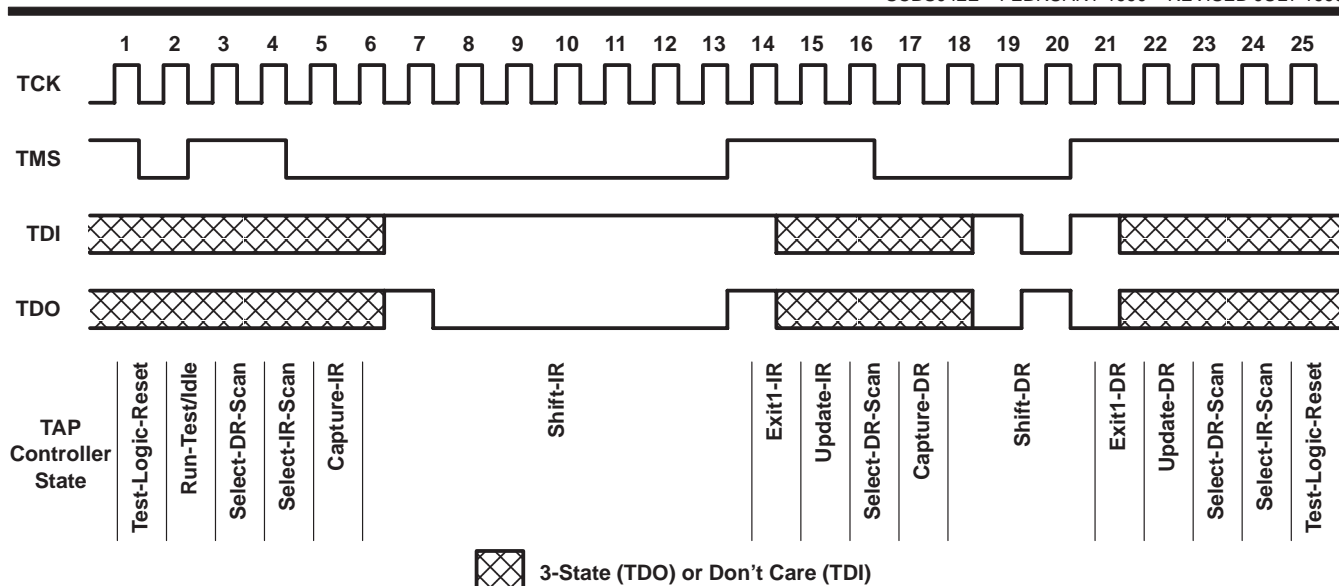 1 2 3 4 5 6 7 8 9 10 11 12 13 14 15 16 17 18 19 20 21 22 23 24 25
TCK
TMS
TDI
TDO
TAP
Controller
State
Test-Logic-Reset
Run-Test/Idle
Select-DR-Scan
Select-IR-Scan
Capture-IR
Shift-IR
Exit1-IR
Update-IR
Select-DR-Scan
Capture-DR
Shift-DR
Exit1-DR
Update-DR
Select-DR-Scan
Select-IR-Scan
Test-Logic-Reset
3-State (TDO) or Don't Care (TDI)